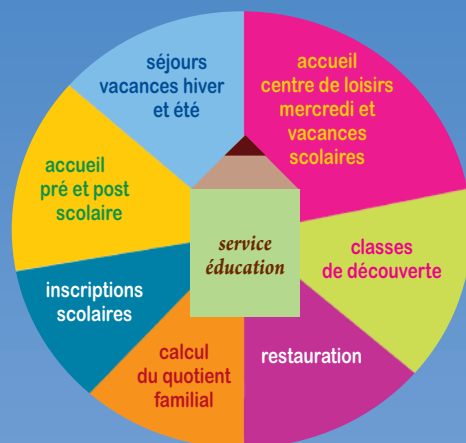 séjours
vacances hiver
et été
accueil
centre de loisirs
mercredi et
vacances
scolaires
accueil
pré et post
scolaire
service
éducation
classes
de découverte
inscriptions
scolaires
calcul
du quotient
familial
restauration